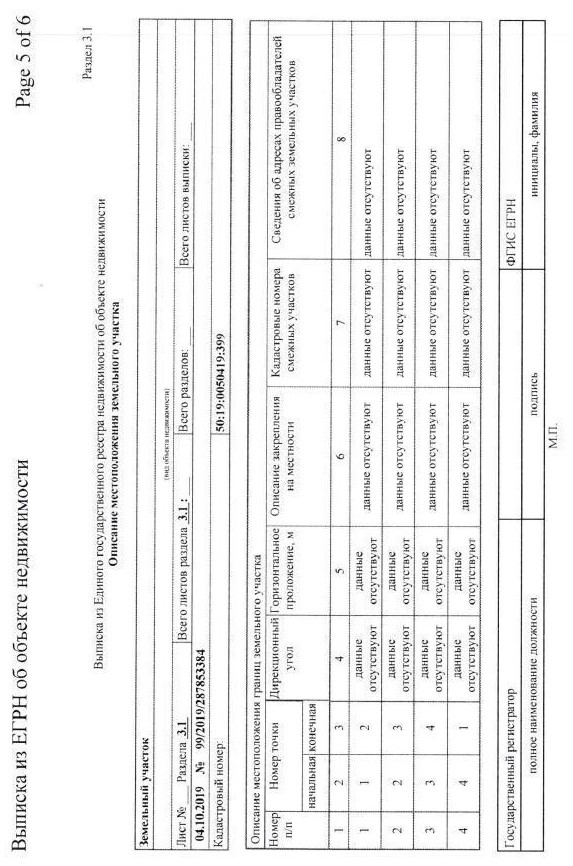 Выписка из ЕГРН об объекте недвижимости Page 5 of 6
Раздел 3.1
Выписка из Единого государственного реестра недвижимости об объекте недвижимости
Описание местоположения земельного участка
Земельный участок
(вид объекта недвижимости)
Лист № ___ Раздела 3.1 Всего листов раздела 3.1 : ___ Всего разделов: ___ Всего листов выписки: ___
04.10.2019 № 99/2019/287853384
Кадастровый номер: 50:19:0050419:399
Описание местоположения границ земельного участка
Номер п/п
Номер точки
начальная конечная
Дирекционный угол
Горизонтальное проложение, м
Описание закрепления на местности
Кадастровые номера смежных участков
Сведения об адресах правообладателей смежных земельных участков
1 2 3 4 5 6 7 8
1 1 2 данные отсутствуют данные отсутствуют данные отсутствуют данные отсутствуют данные отсутствуют
2 2 3 данные отсутствуют данные отсутствуют данные отсутствуют данные отсутствуют данные отсутствуют
3 3 4 данные отсутствуют данные отсутствуют данные отсутствуют данные отсутствуют данные отсутствуют
4 4 1 данные отсутствуют данные отсутствуют данные отсутствуют данные отсутствуют данные отсутствуют
Государственный регистратор ФГИС ЕГРН
полное наименование должности подпись инициалы, фамилия
М.П.